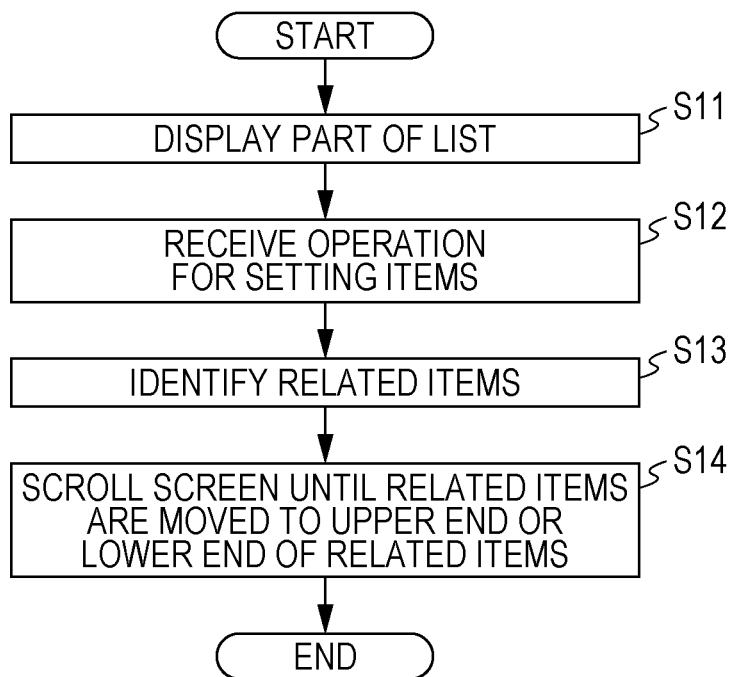 START
S11
DISPLAY PART OF LIST
S12
RECEIVE OPERATION
FOR SETTING ITEMS
S13
IDENTIFY RELATED ITEMS
S14
SCROLL SCREEN UNTIL RELATED ITEMS
ARE MOVED TO UPPER END OR
LOWER END OF RELATED ITEMS
END